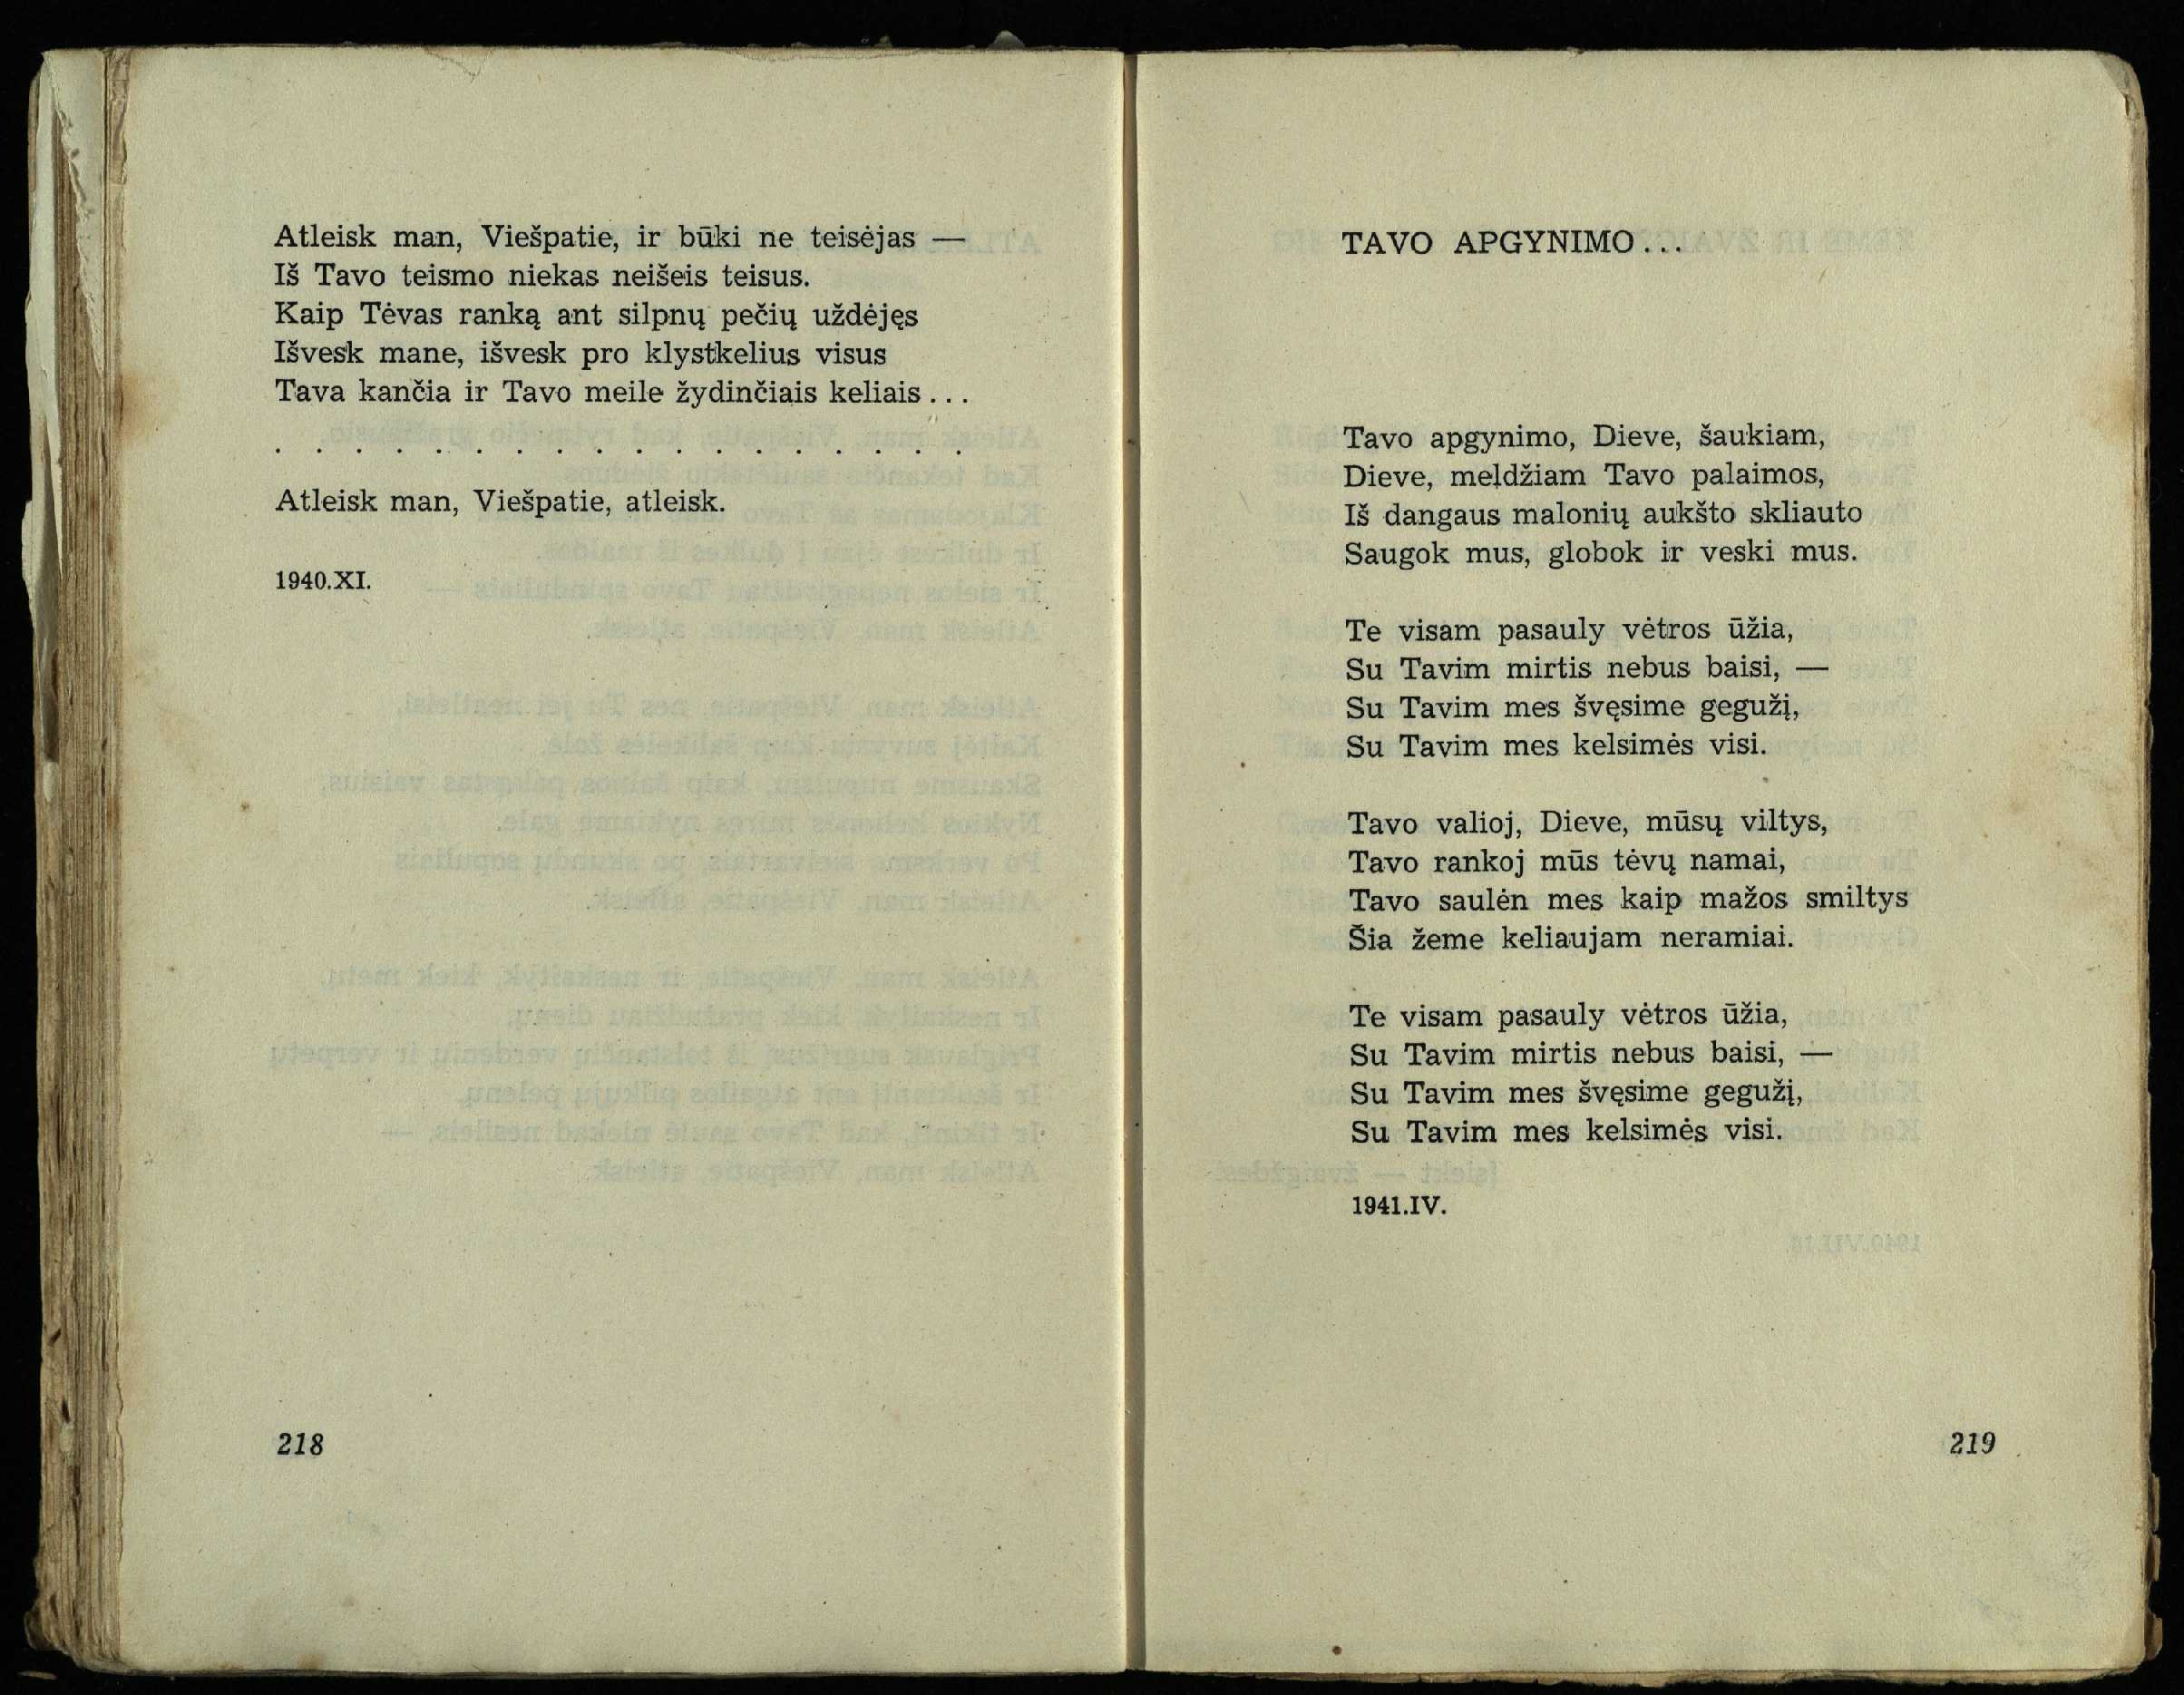 Atleisk man, Viešpatie, ir būki ne teisėjas —
Iš Tavo teismo niekas neišeis teisus.
Kaip Tėvas ranką ant silpnų pečių uždėjęs
Išvesk mane, išvesk pro klystkelius visus
Tava kančia ir Tavo meile žydinčiais keliais...
. . . . . . . . . . . . . . . . . .
Atleisk man, Viešpatie, atleisk.
1940.XI.
218
TAVO APGYNIMO...
Tavo apgynimo, Dieve, šaukiam,
Dieve, meldžiam Tavo palaimos,
Iš dangaus malonių aukšto skliauto
Saugok mus, globok ir veski mus.
Te visam pasauly vėtros ūžia,
Su Tavim mirtis nebus baisi, —
Su Tavim mes švęsime gegužį,
Su Tavim mes kelsimės visi.
Tavo valioj, Dieve, mūsų viltys,
Tavo rankoj mūs tėvų namai,
Tavo saulėn mes kaip mažos smiltys
Šia žeme keliaujam neramiai.
Te visam pasauly vėtros ūžia,
Su Tavim mirtis nebus baisi, —
Su Tavim mes švęsime gegužį,
Su Tavim mes kelsimės visi.
1941.IV.
219